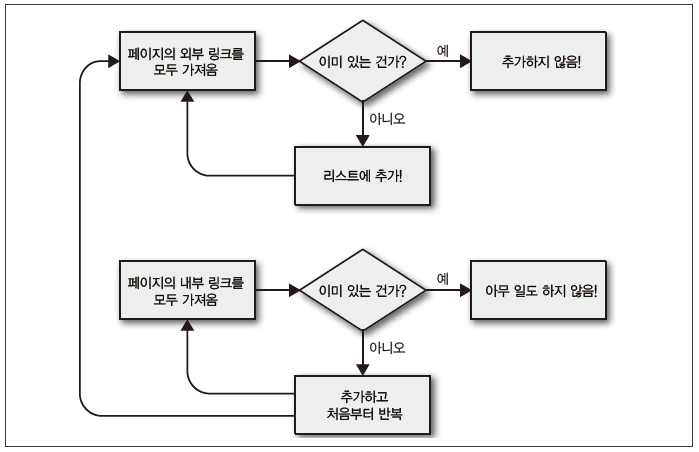 페이지의 외부 링크를
모두 가져옴
이미 있는 건가?
예
추가하지 않음!
아니오
리스트에 추가!
페이지의 내부 링크를
모두 가져옴
이미 있는 건가?
예
아무 일도 하지 않음!
아니오
추가하고
처음부터 반복